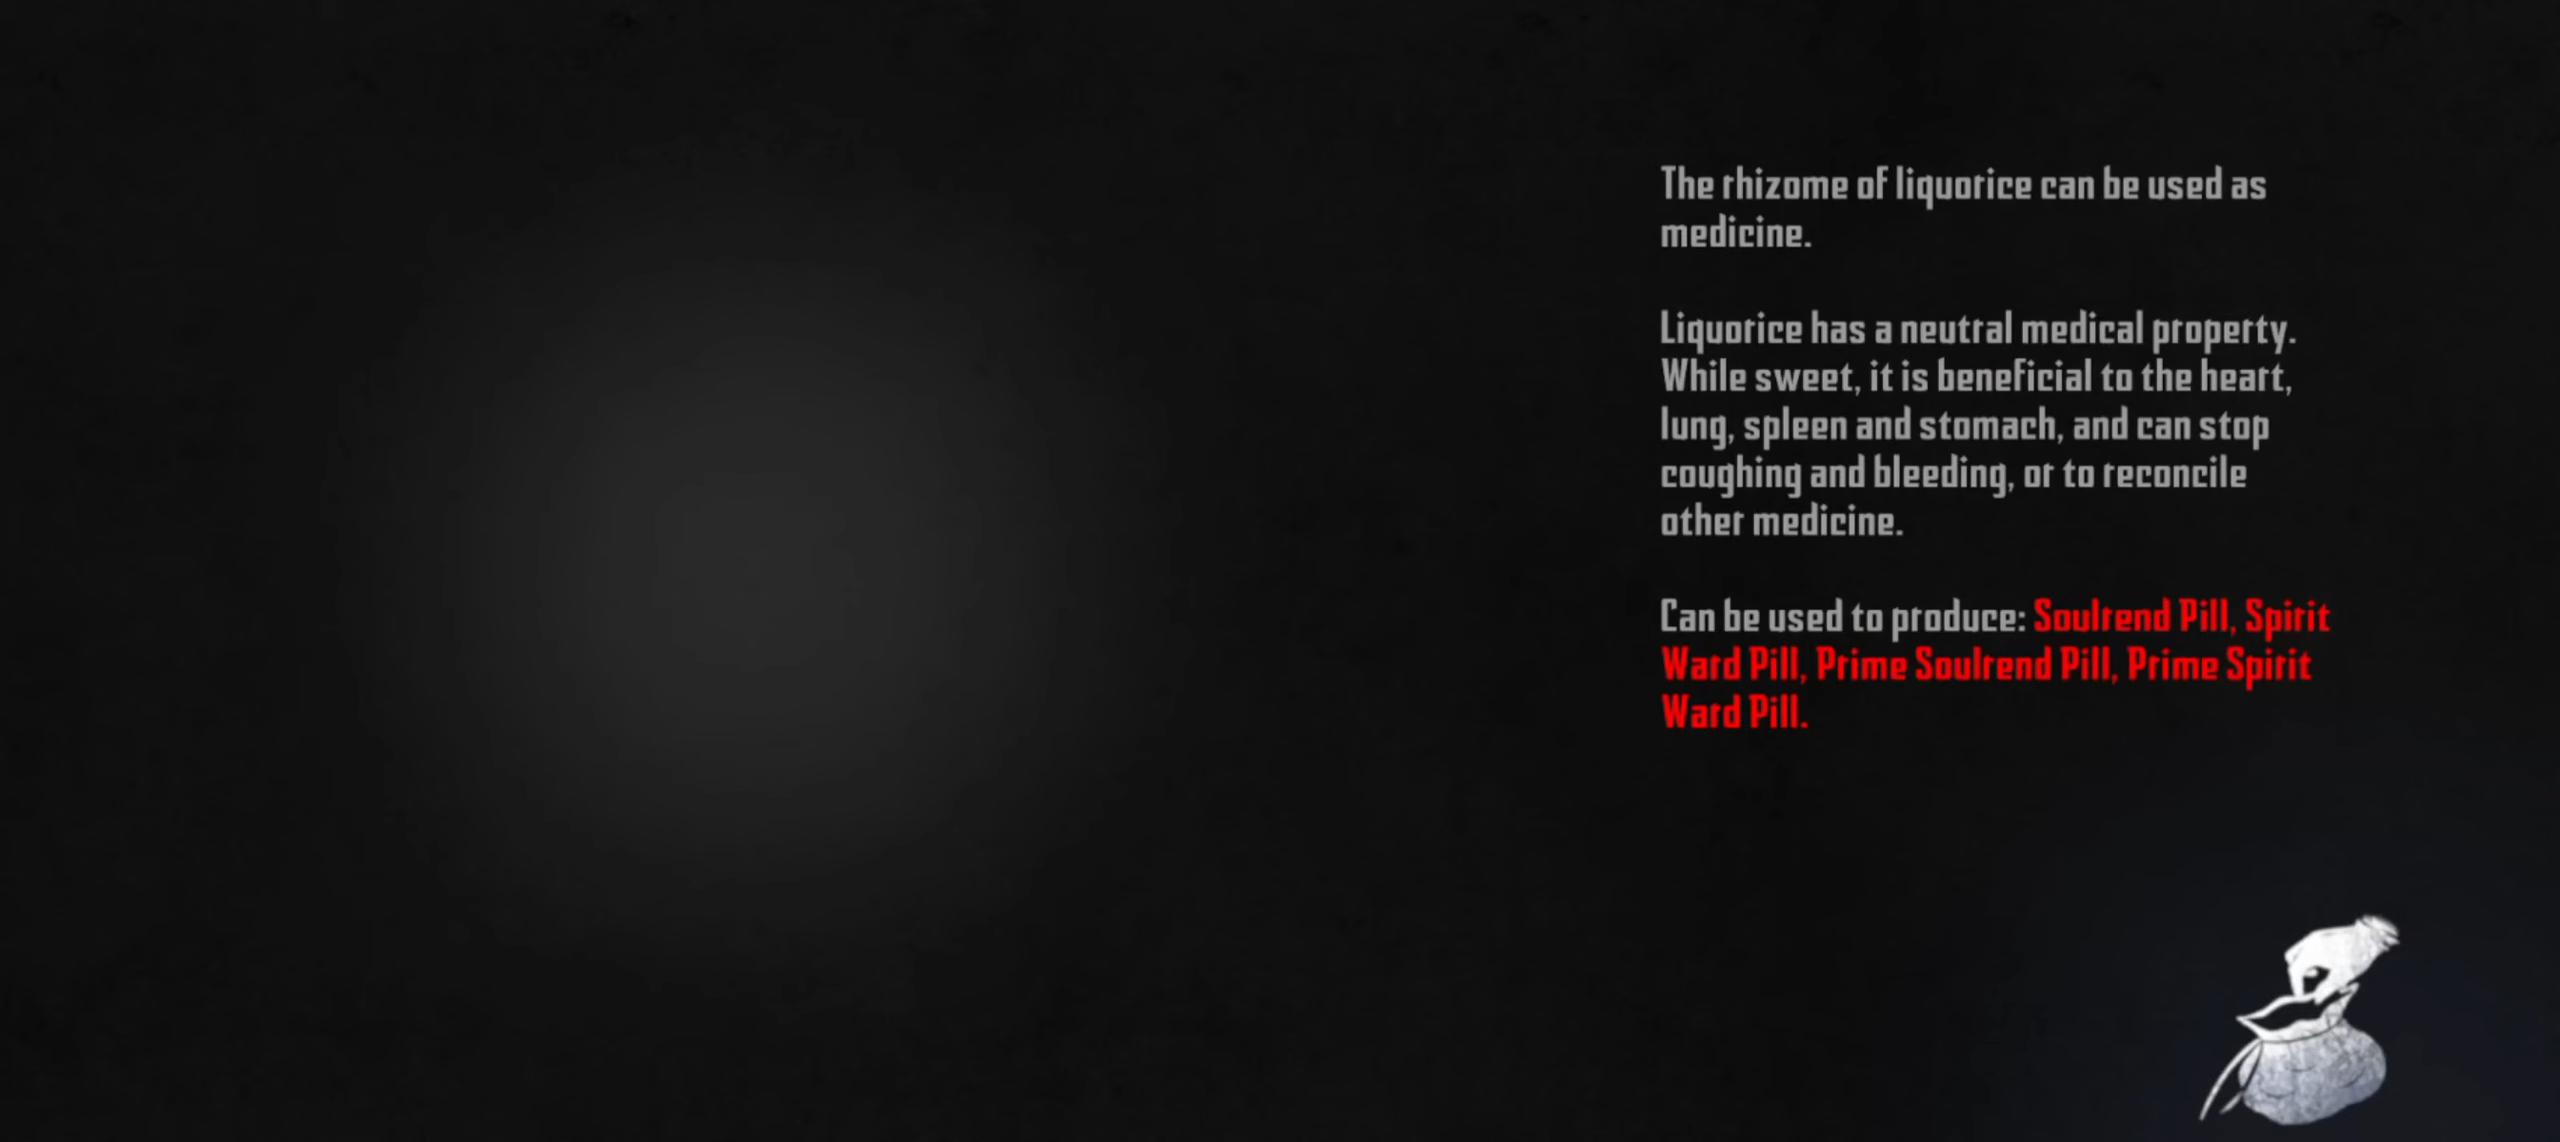 The rhizome of liquorice can be used as
medicine.
Liquorice has a neutral medical property.
While sweet, it is beneficial to the heart,
lung, spleen and stomach, and can stop
coughing and bleeding, or to reconcile
other medicine.
Can be used to produce: Soulrend Pill, Spirit
Ward Pill, Prime Soulrend Pill, Prime Spirit
Ward Pill.